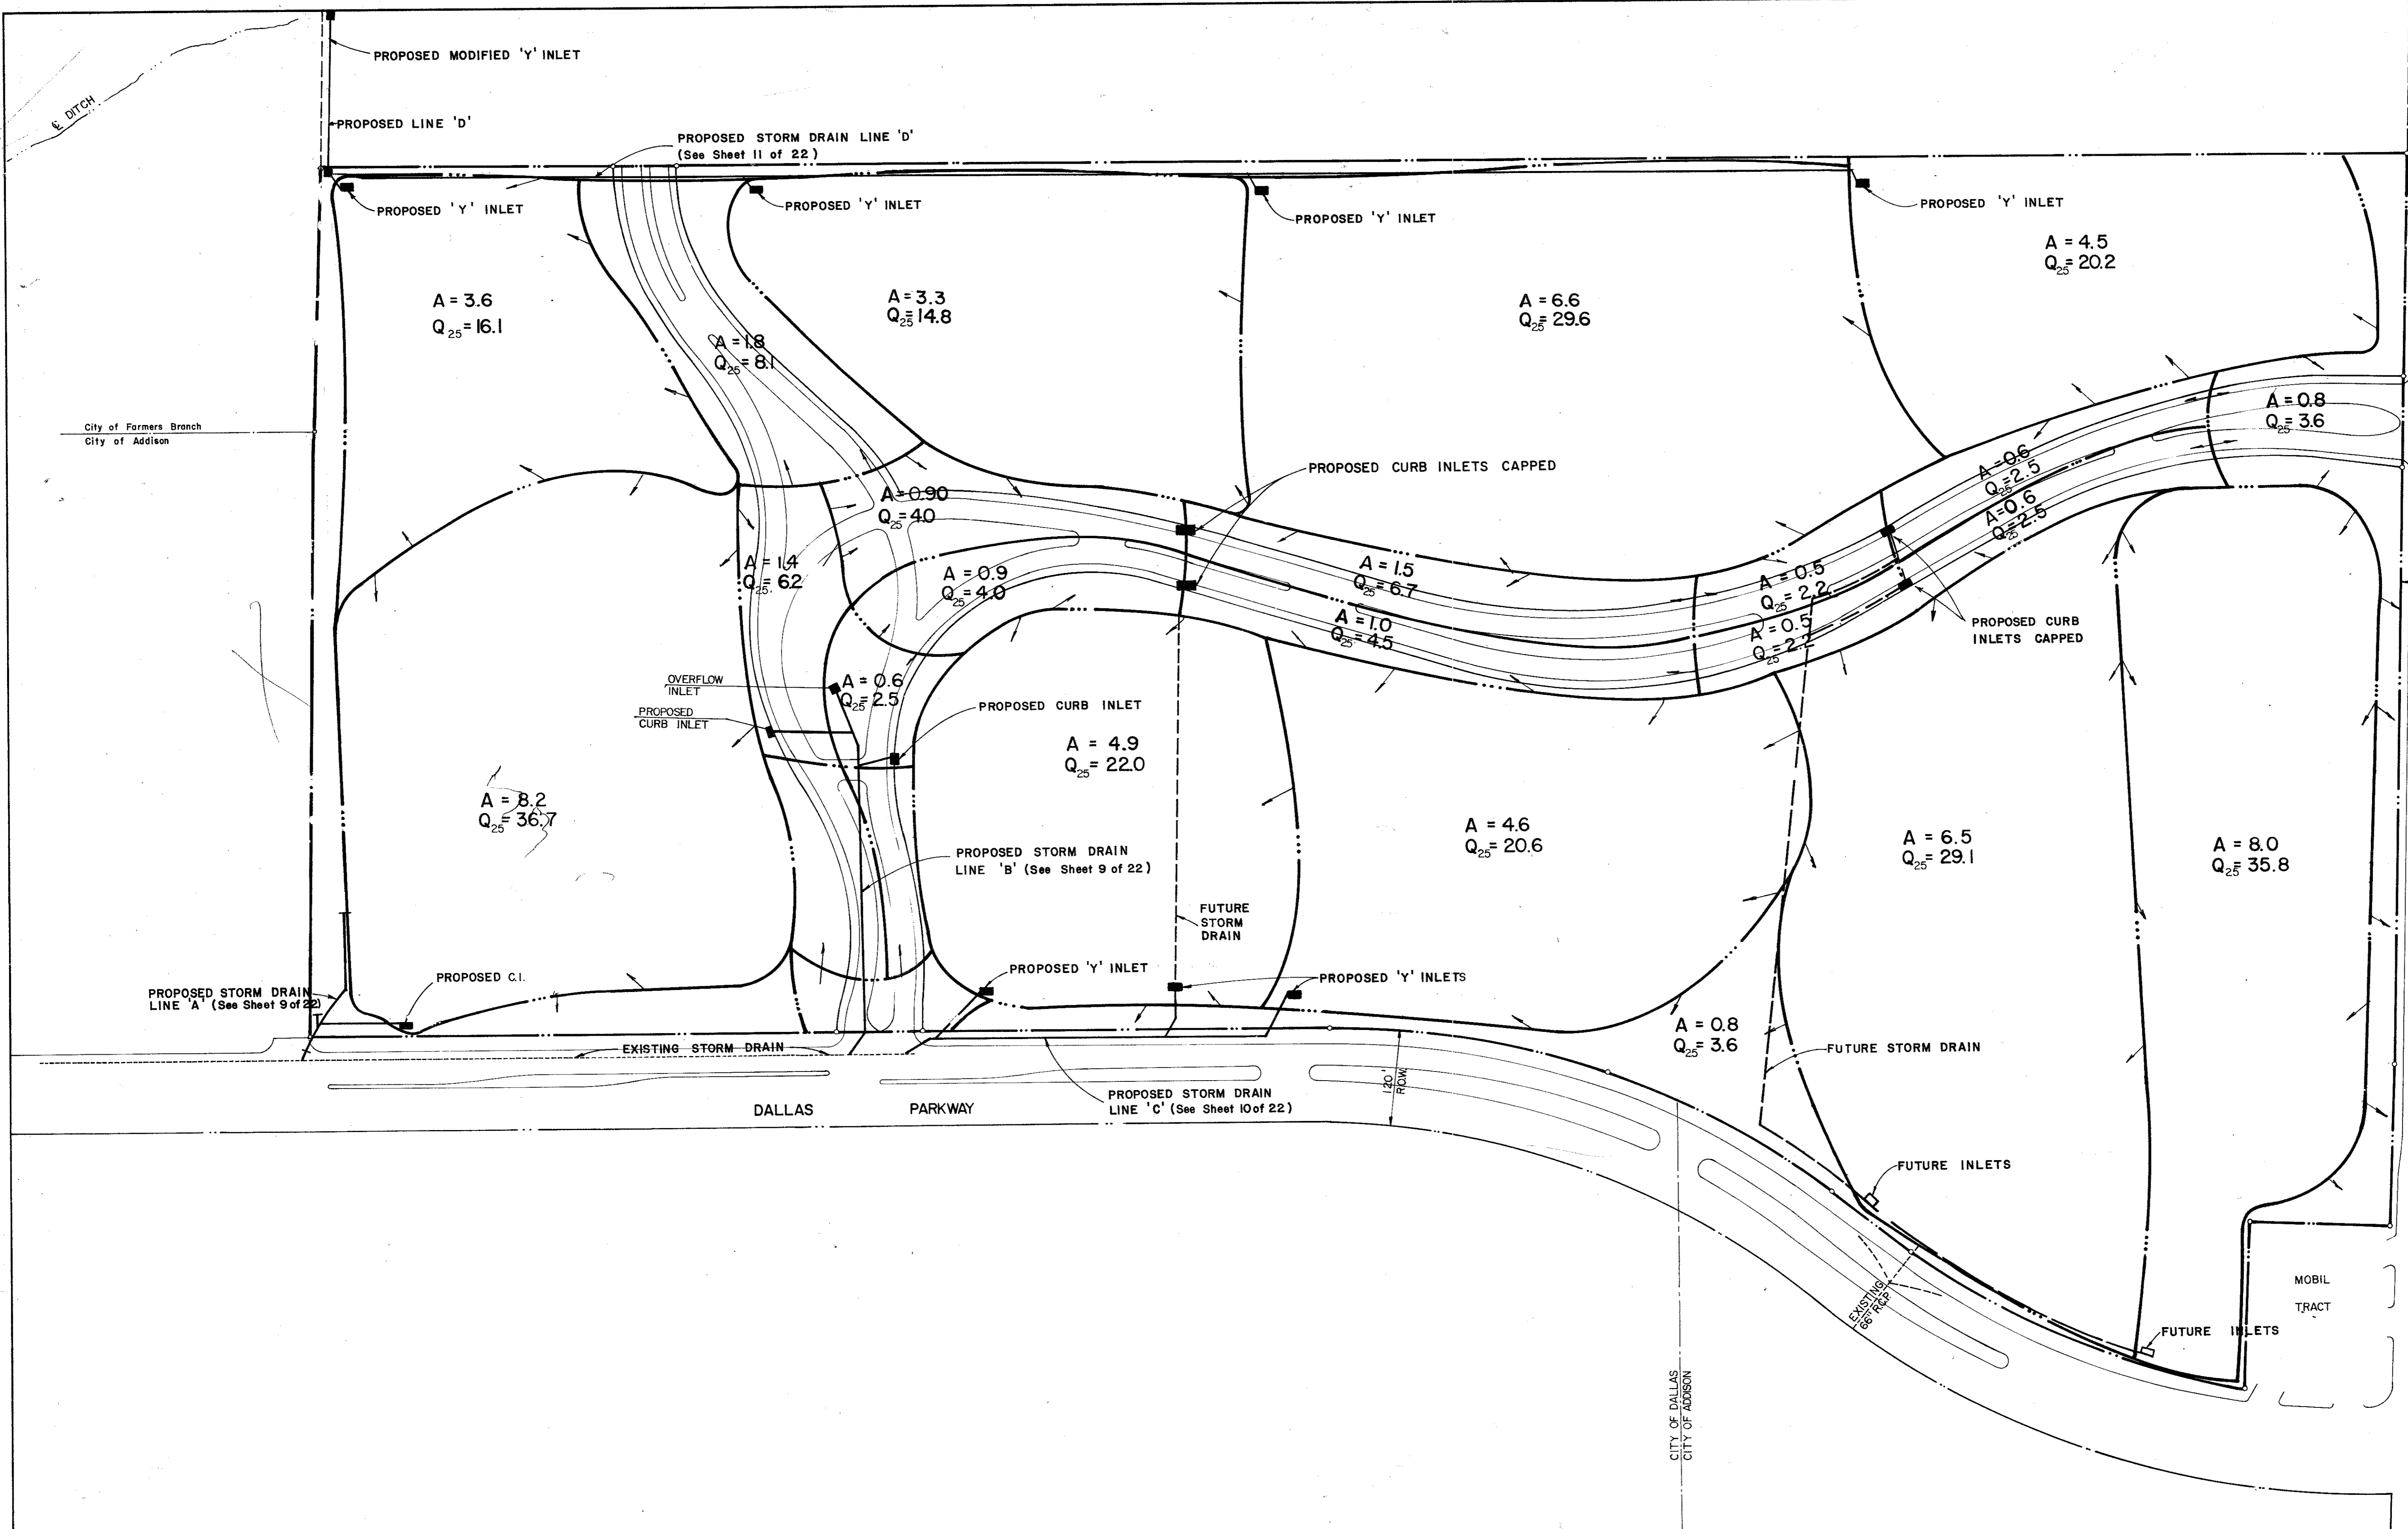 PROPOSED MODIFIED 'Y' INLET
℄ DITCH
PROPOSED LINE 'D'
PROPOSED STORM DRAIN LINE 'D'
(See Sheet 11 of 22)
PROPOSED 'Y' INLET
PROPOSED 'Y' INLET
PROPOSED 'Y' INLET
PROPOSED 'Y' INLET
A = 4.5
Q25= 20.2
A = 3.6
Q25= 16.1
A = 3.3
Q25= 14.8
A = 6.6
Q25= 29.6
A = 1.8
Q25= 8.1
City of Farmers Branch
City of Addison
A = 0.8
Q25= 3.6
PROPOSED CURB INLETS CAPPED
A = 0.6
Q25= 2.5
A = 0.6
Q25= 2.5
A = 0.90
Q25= 4.0
A = 1.4
Q25= 6.2
A = 0.9
Q25= 4.0
A = 1.5
Q25= 6.7
A = 0.5
Q25= 2.2
A = 1.0
Q25= 4.5
A = 0.5
Q25= 2.2
PROPOSED CURB
INLETS CAPPED
OVERFLOW
INLET
A = 0.6
Q25= 2.5
PROPOSED
CURB INLET
PROPOSED CURB INLET
A = 4.9
Q25= 22.0
A = 8.2
Q25= 36.7
A = 4.6
Q25= 20.6
A = 6.5
Q25= 29.1
A = 8.0
Q25= 35.8
PROPOSED STORM DRAIN
LINE 'B' (See Sheet 9 of 22)
FUTURE
STORM
DRAIN
PROPOSED C.I.
PROPOSED 'Y' INLET
PROPOSED 'Y' INLETS
PROPOSED STORM DRAIN
LINE 'A' (See Sheet 9 of 22)
A = 0.8
Q25= 3.6
FUTURE STORM DRAIN
EXISTING STORM DRAIN
120'
R.O.W.
PROPOSED STORM DRAIN
LINE 'C' (See Sheet 10 of 22)
DALLAS PARKWAY
FUTURE INLETS
EXISTING
66" R.C.P.
MOBIL
TRACT
FUTURE INLETS
CITY OF DALLAS
CITY OF ADDISON